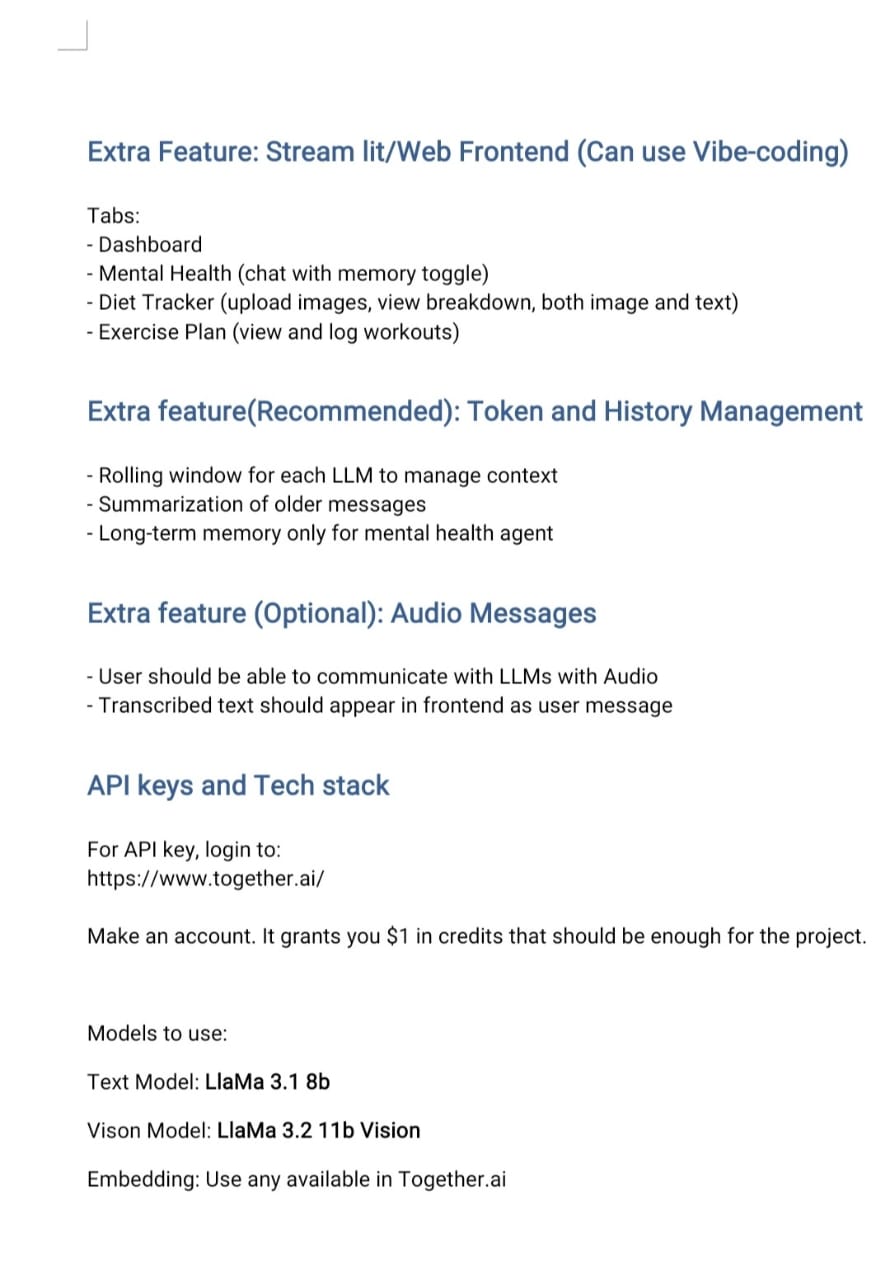 Extra Feature: Stream lit/Web Frontend (Can use Vibe-coding)
Tabs:
- Dashboard
- Mental Health (chat with memory toggle)
- Diet Tracker (upload images, view breakdown, both image and text)
- Exercise Plan (view and log workouts)
Extra feature(Recommended): Token and History Management
- Rolling window for each LLM to manage context
- Summarization of older messages
- Long-term memory only for mental health agent
Extra feature (Optional): Audio Messages
- User should be able to communicate with LLMs with Audio
- Transcribed text should appear in frontend as user message
API keys and Tech stack
For API key, login to:
https://www.together.ai/
Make an account. It grants you $1 in credits that should be enough for the project.
Models to use:
Text Model: LlaMa 3.1 8b
Vison Model: LlaMa 3.2 11b Vision
Embedding: Use any available in Together.ai